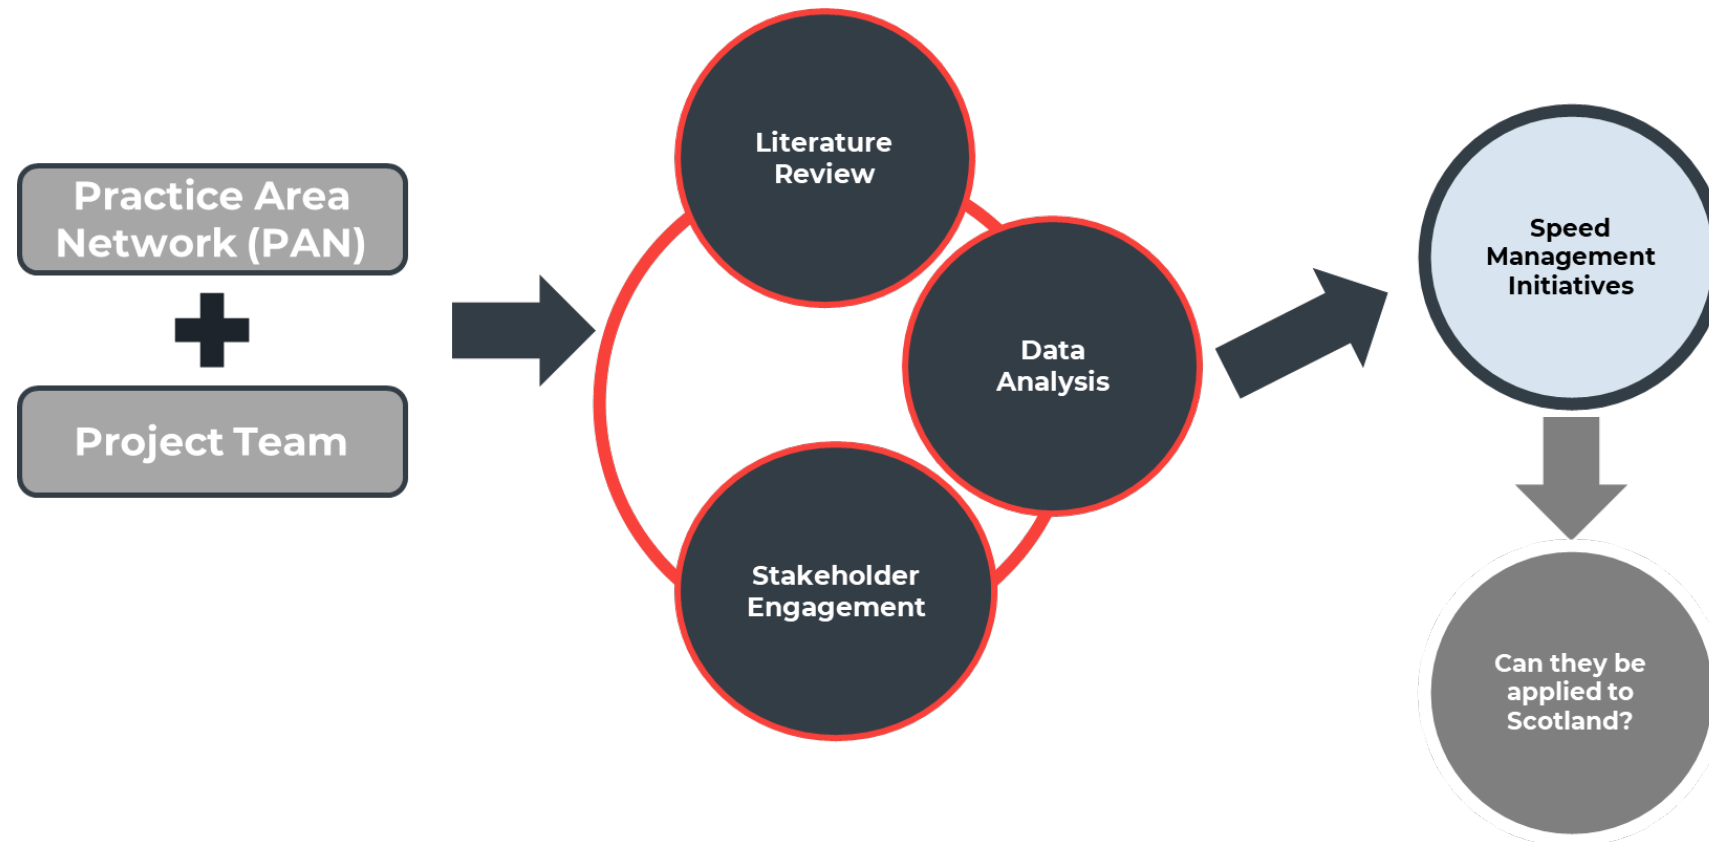 Practice Area
Network (PAN)
Project Team
Literature
Review
Data
Analysis
Stakeholder
Engagement
Speed
Management
Initiatives
Can they be
applied to
Scotland?